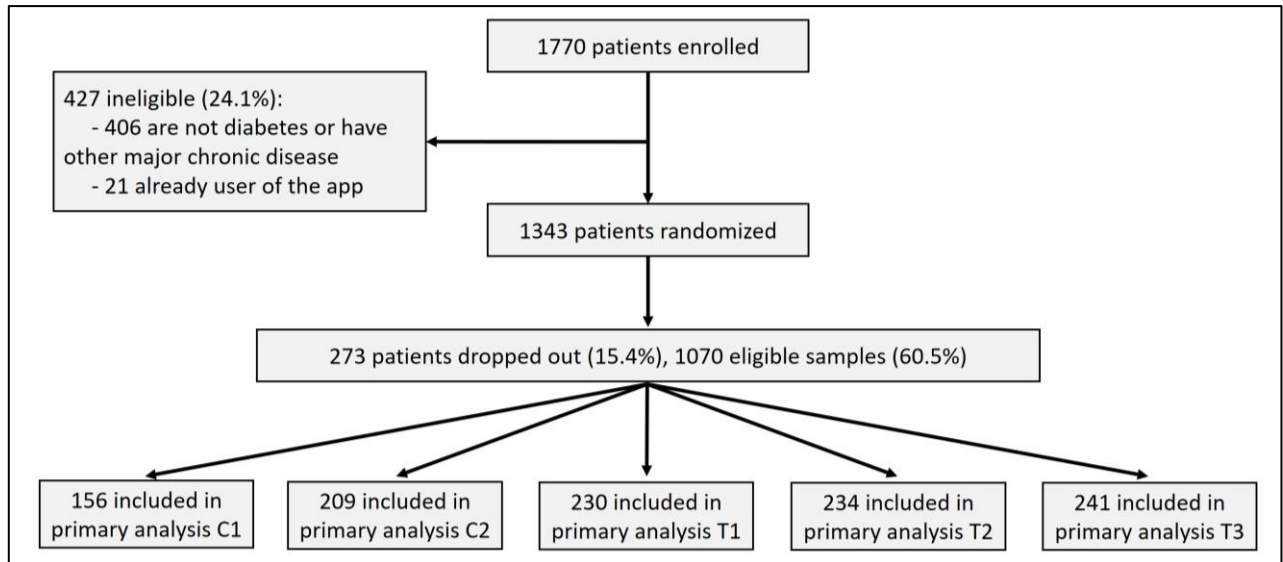 1770 patients enrolled
427 ineligible (24.1%):
- 406 are not diabetes or have
other major chronic disease
- 21 already user of the app
1343 patients randomized
273 patients dropped out (15.4%), 1070 eligible samples (60.5%)
156 included in
primary analysis C1
209 included in
primary analysis C2
230 included in
primary analysis T1
234 included in
primary analysis T2
241 included in
primary analysis T3